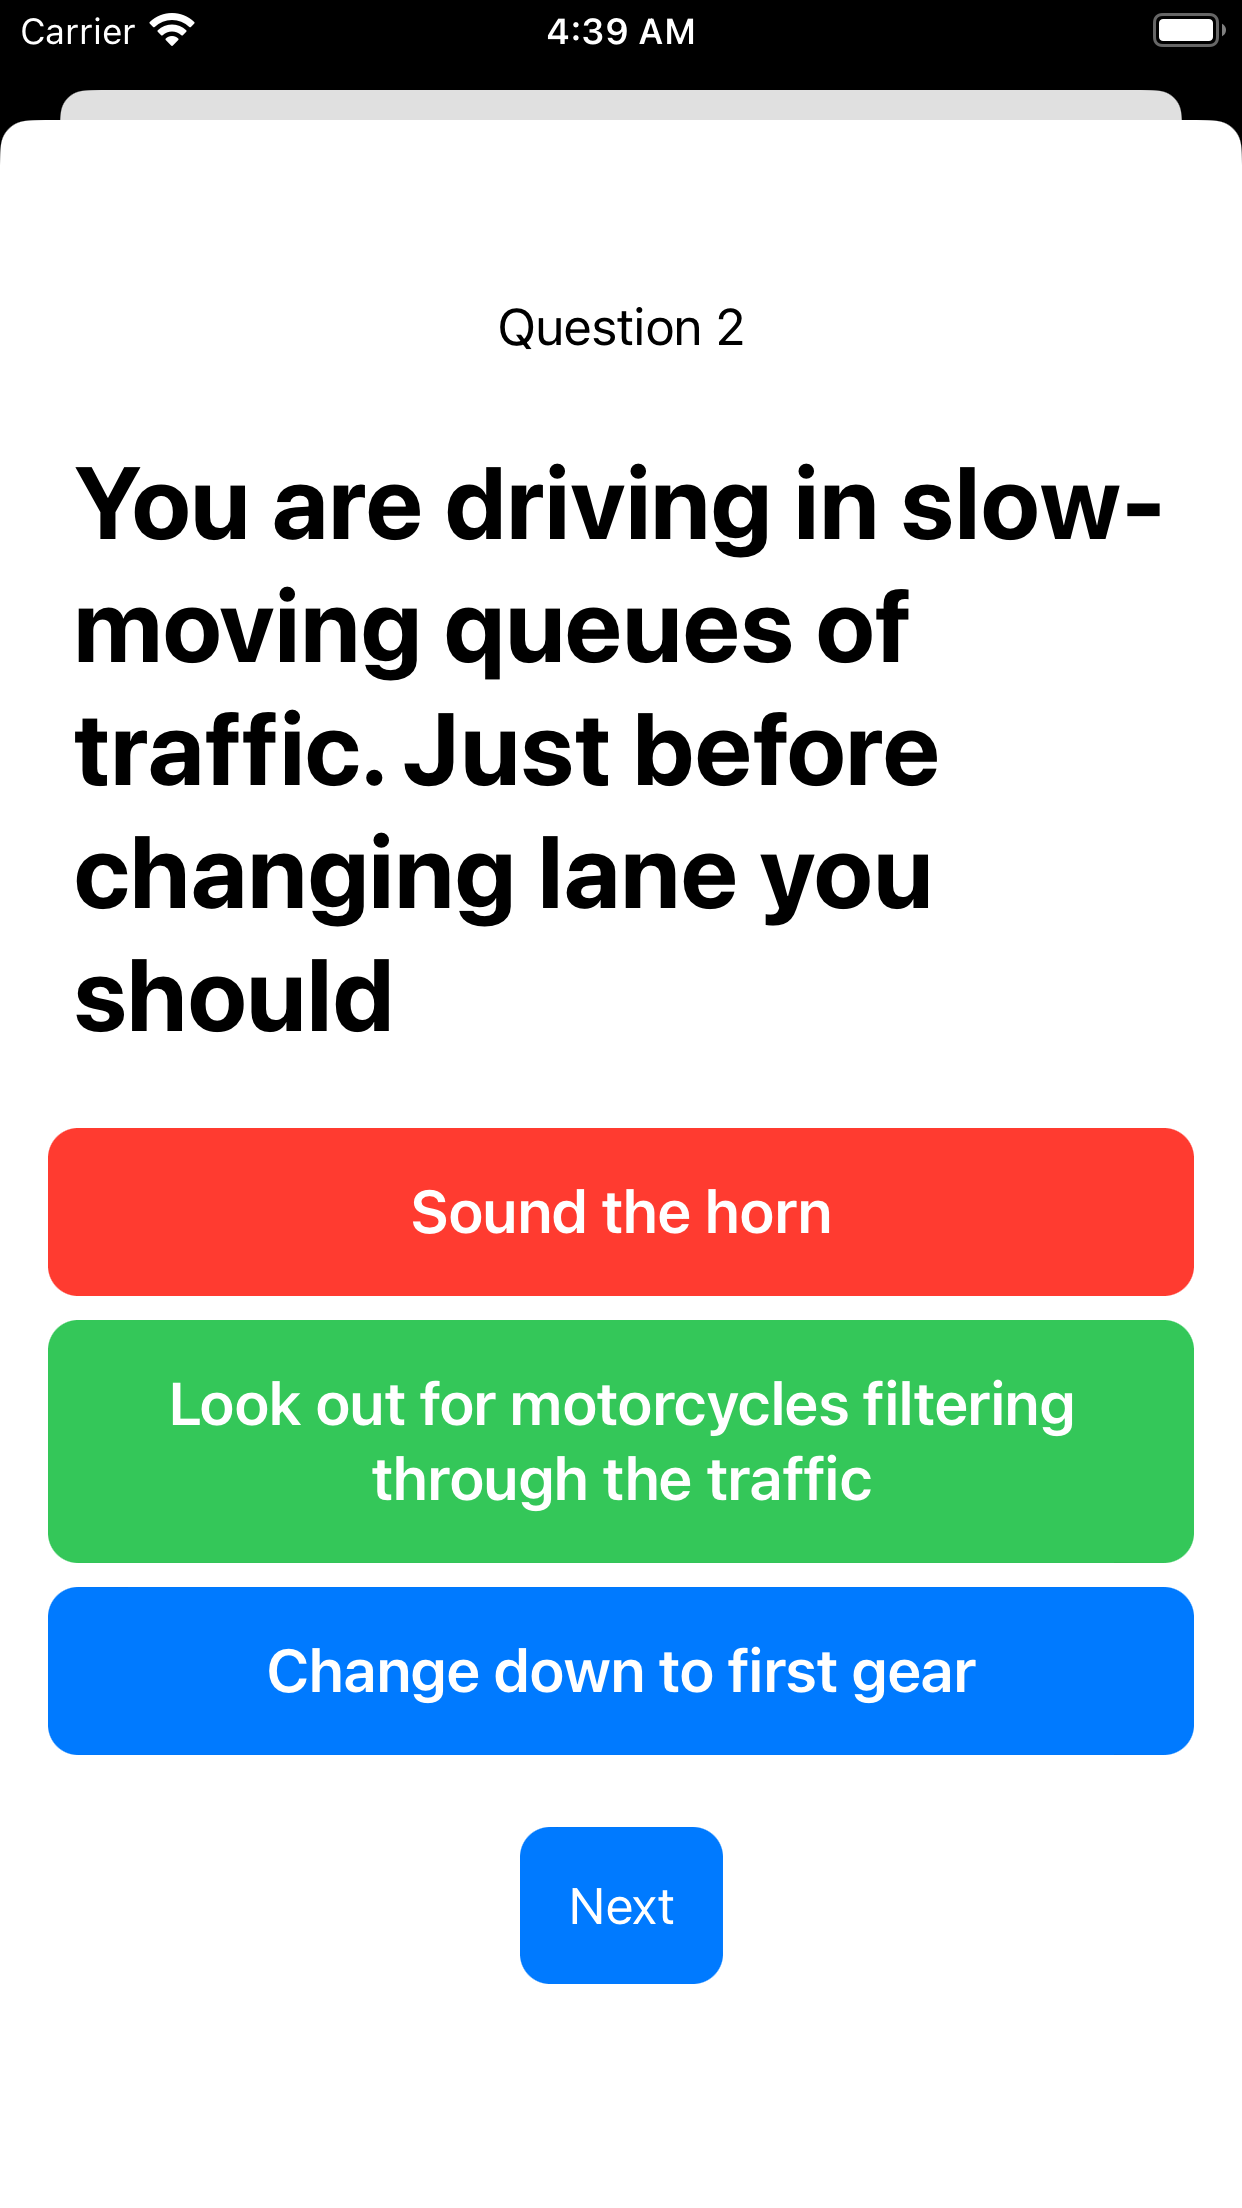 Carrier
4:39 AM
Question 2
You are driving in slow-
moving queues of
traffic. Just before
changing lane you
should
Sound the horn
Look out for motorcycles filtering
through the traffic
Change down to first gear
Next